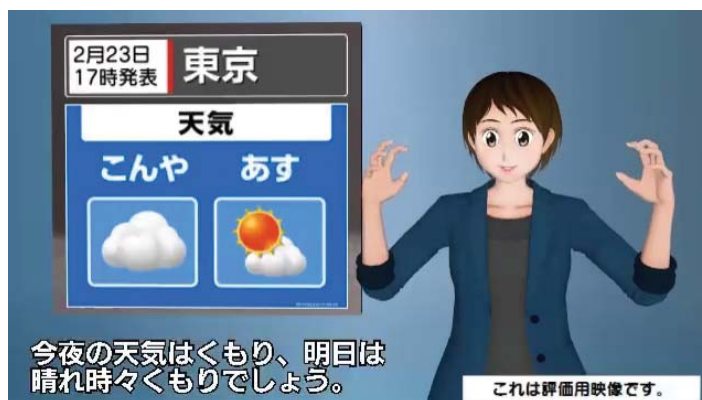 2月23日
17時発表
東京
天気
こんや あす
今夜の天気はくもり、明日は
晴れ時々くもりでしょう。
これは評価用映像です。